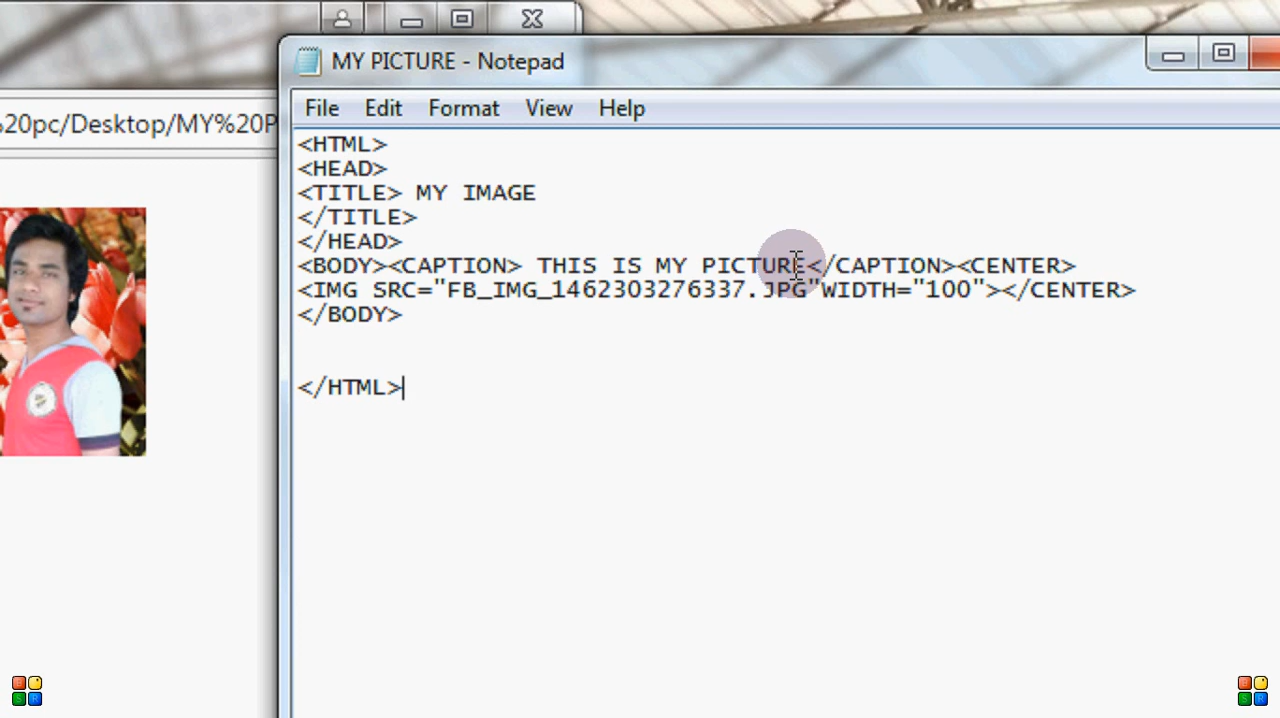 %20pc/Desktop/MY%20P
MY PICTURE - Notepad
File Edit Format View Help
<HTML>
<HEAD>
<TITLE> MY IMAGE
</TITLE>
</HEAD>
<BODY><CAPTION> THIS IS MY PICTURE</CAPTION><CENTER>
<IMG SRC="FB_IMG_1462303276337.JPG"WIDTH="100"></CENTER>
</BODY>
</HTML>